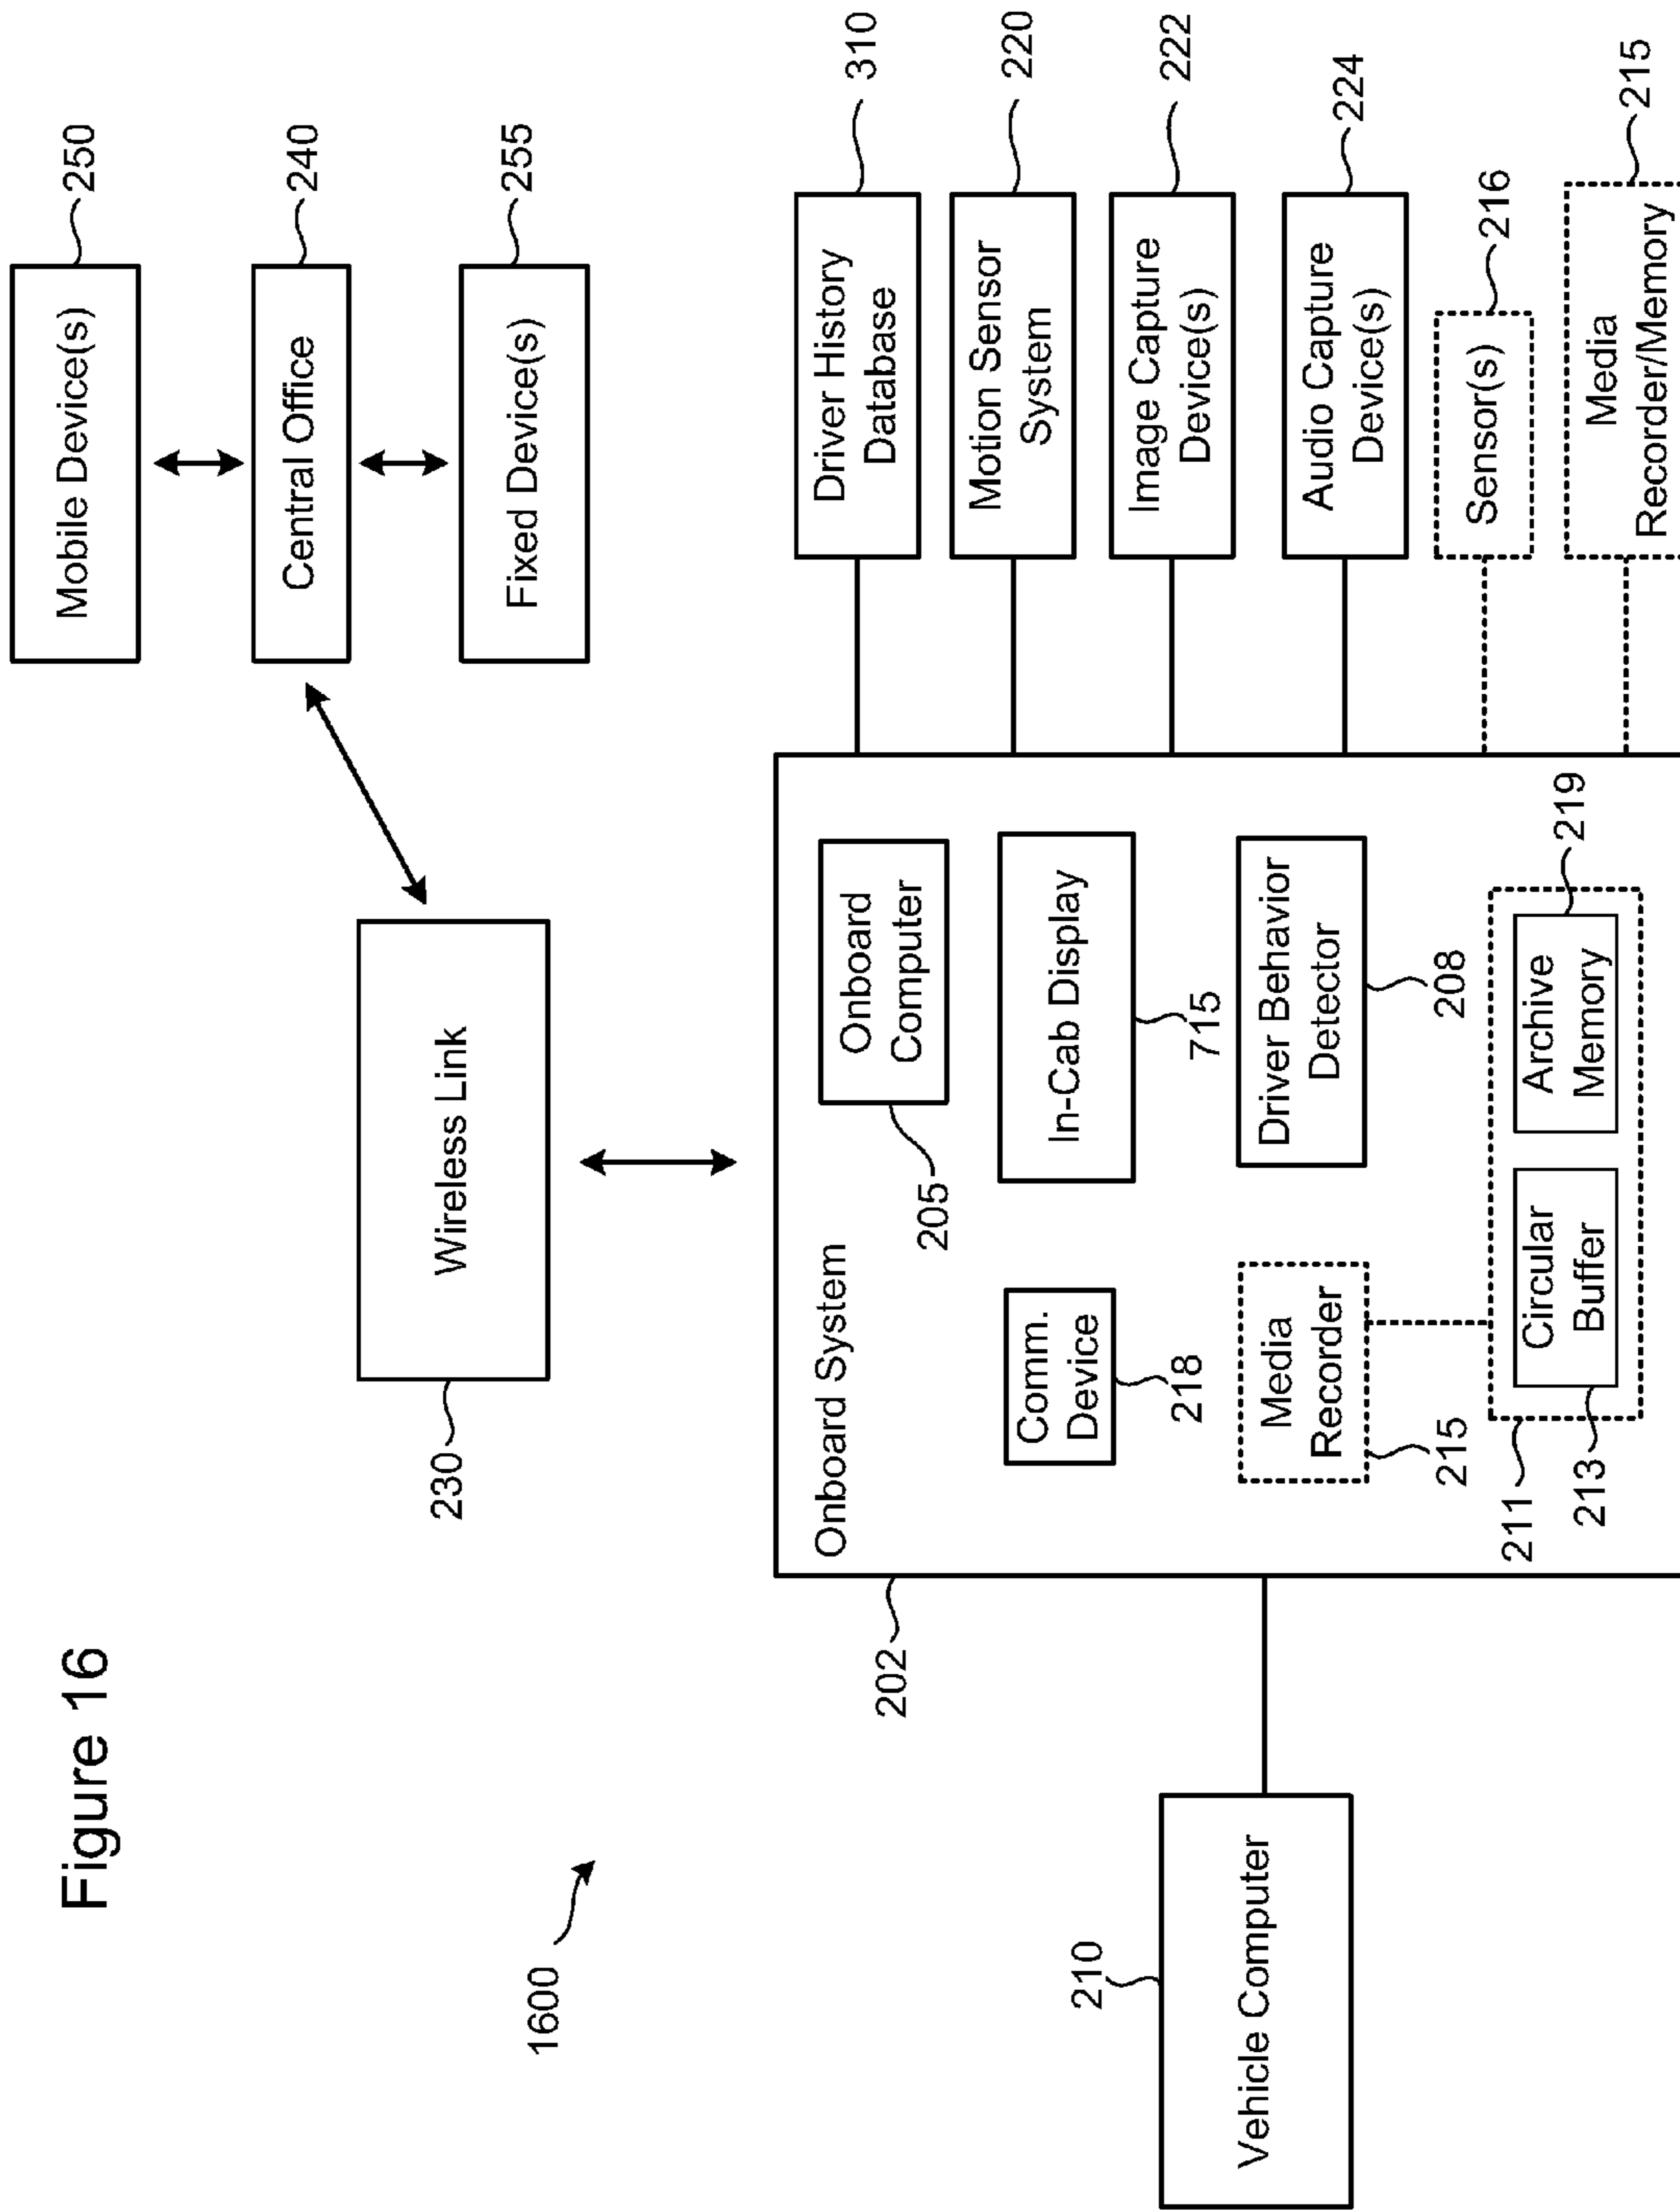 Figure 16
1600
Mobile Device(s)
250
Central Office
240
Fixed Device(s)
255
Wireless Link
230
Onboard System
202
Onboard
Computer
205
Comm.
Device
218
In-Cab Display
715
Media
Recorder
215
Driver Behavior
Detector
208
211
Circular
Buffer
213
Archive
Memory
219
Vehicle Computer
210
Driver History
Database
310
Motion Sensor
System
220
Image Capture
Device(s)
222
Audio Capture
Device(s)
224
Sensor(s)
216
Media
Recorder/Memory
215